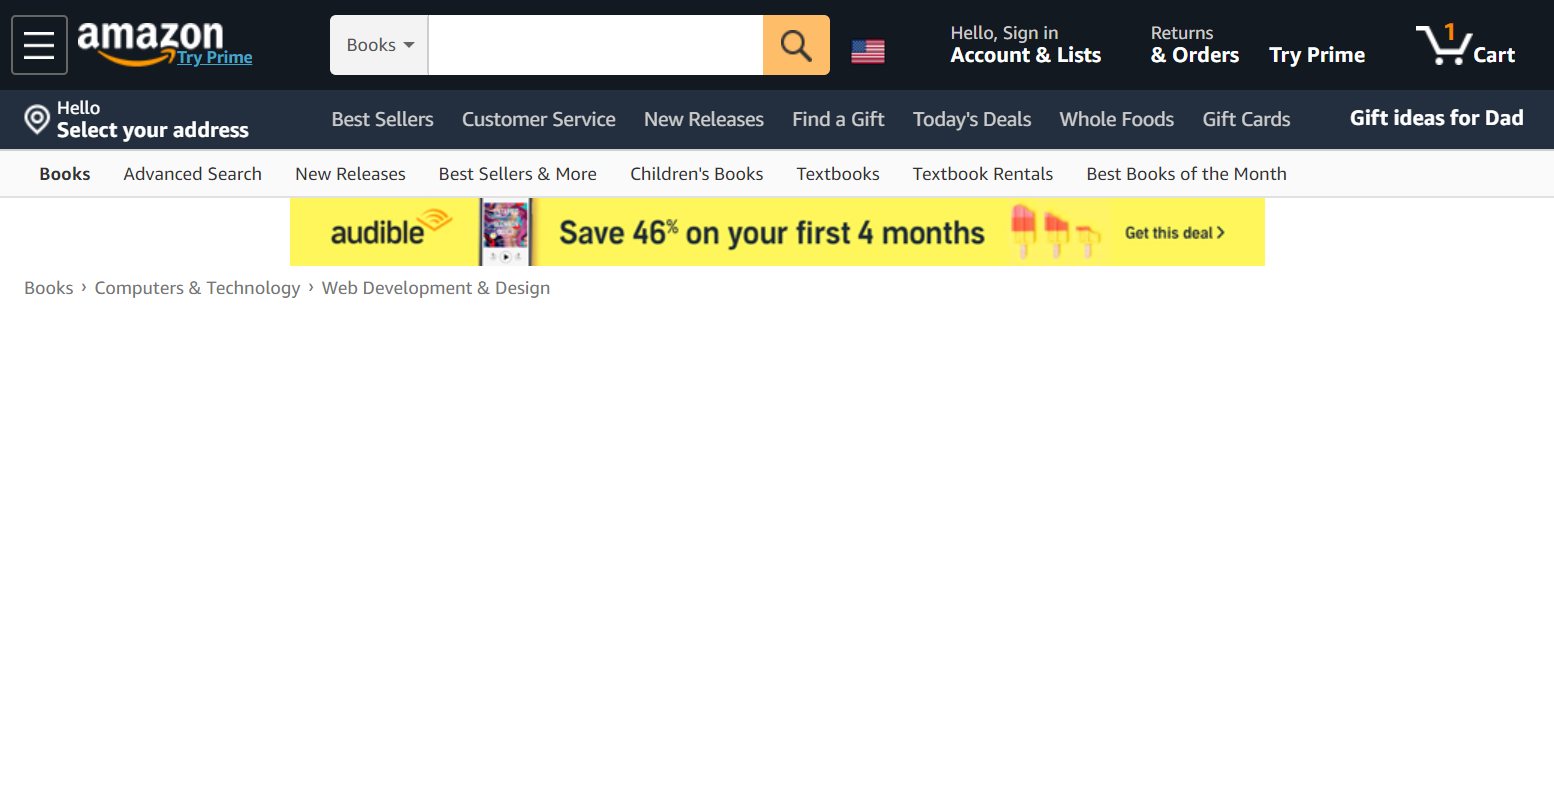 amazon
Try Prime
Books
Hello, Sign in
Account & Lists
Returns
& Orders
Try Prime
1
Cart
Hello
Select your address
Best Sellers Customer Service New Releases Find a Gift Today's Deals Whole Foods Gift Cards Gift ideas for Dad
Books Advanced Search New Releases Best Sellers & More Children's Books Textbooks Textbook Rentals Best Books of the Month
audible Save 46% on your first 4 months Get this deal >
Books › Computers & Technology › Web Development & Design